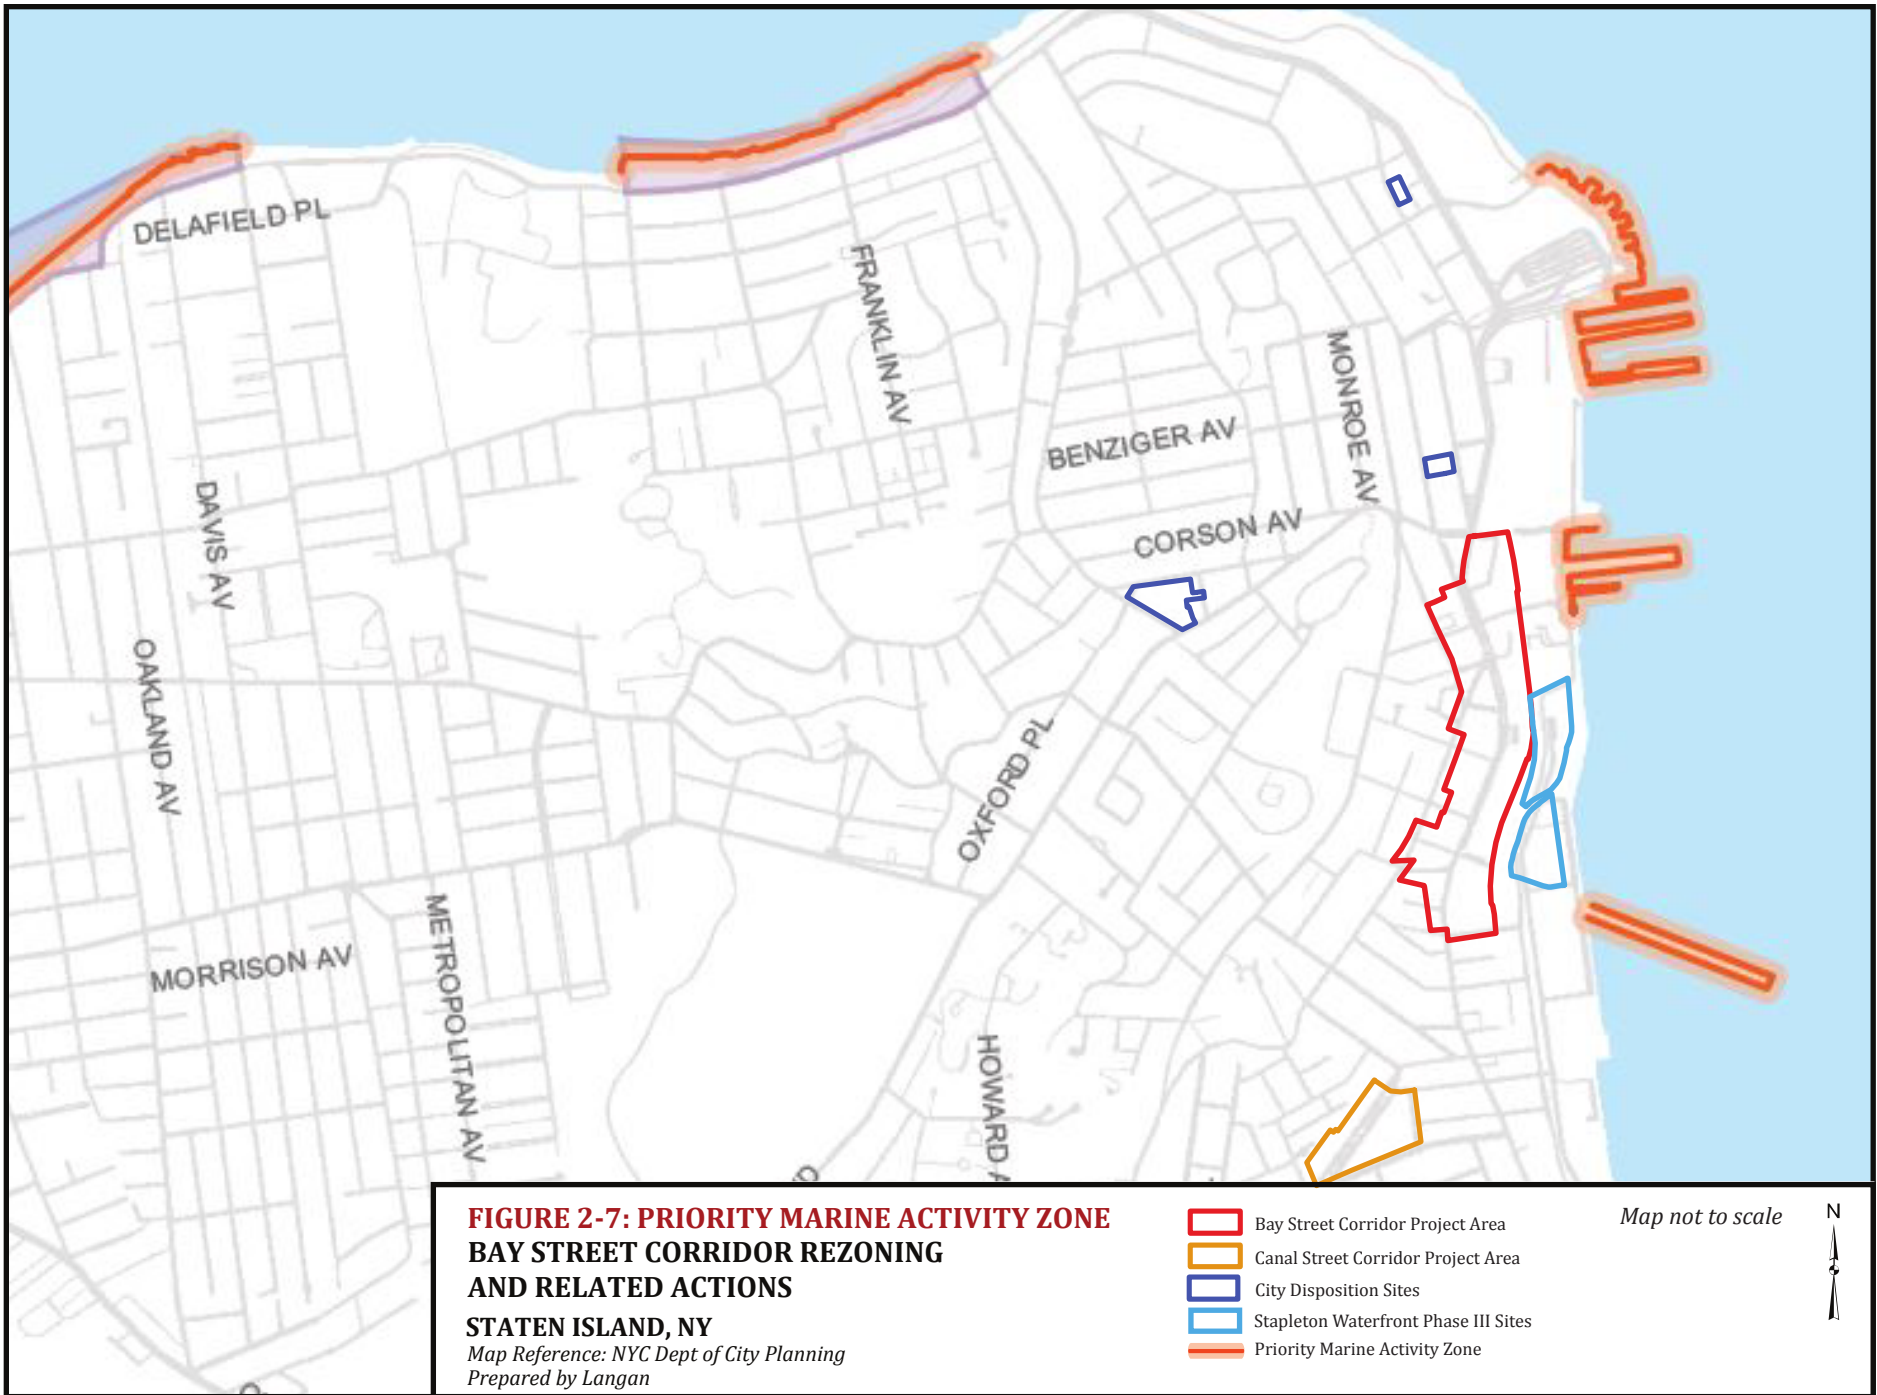 DELAFIELD PL
FRANKLIN AV
MONROE AV
BENZIGER AV
DAVIS AV
CORSON AV
OAKLAND AV
OXFORD PL
METROPOLITAN AV
MORRISON AV
HOWARD A
FIGURE 2-7: PRIORITY MARINE ACTIVITY ZONE
BAY STREET CORRIDOR REZONING
AND RELATED ACTIONS
STATEN ISLAND, NY
Map Reference: NYC Dept of City Planning
Prepared by Langan
Bay Street Corridor Project Area
Canal Street Corridor Project Area
City Disposition Sites
Stapleton Waterfront Phase III Sites
Priority Marine Activity Zone
Map not to scale
N